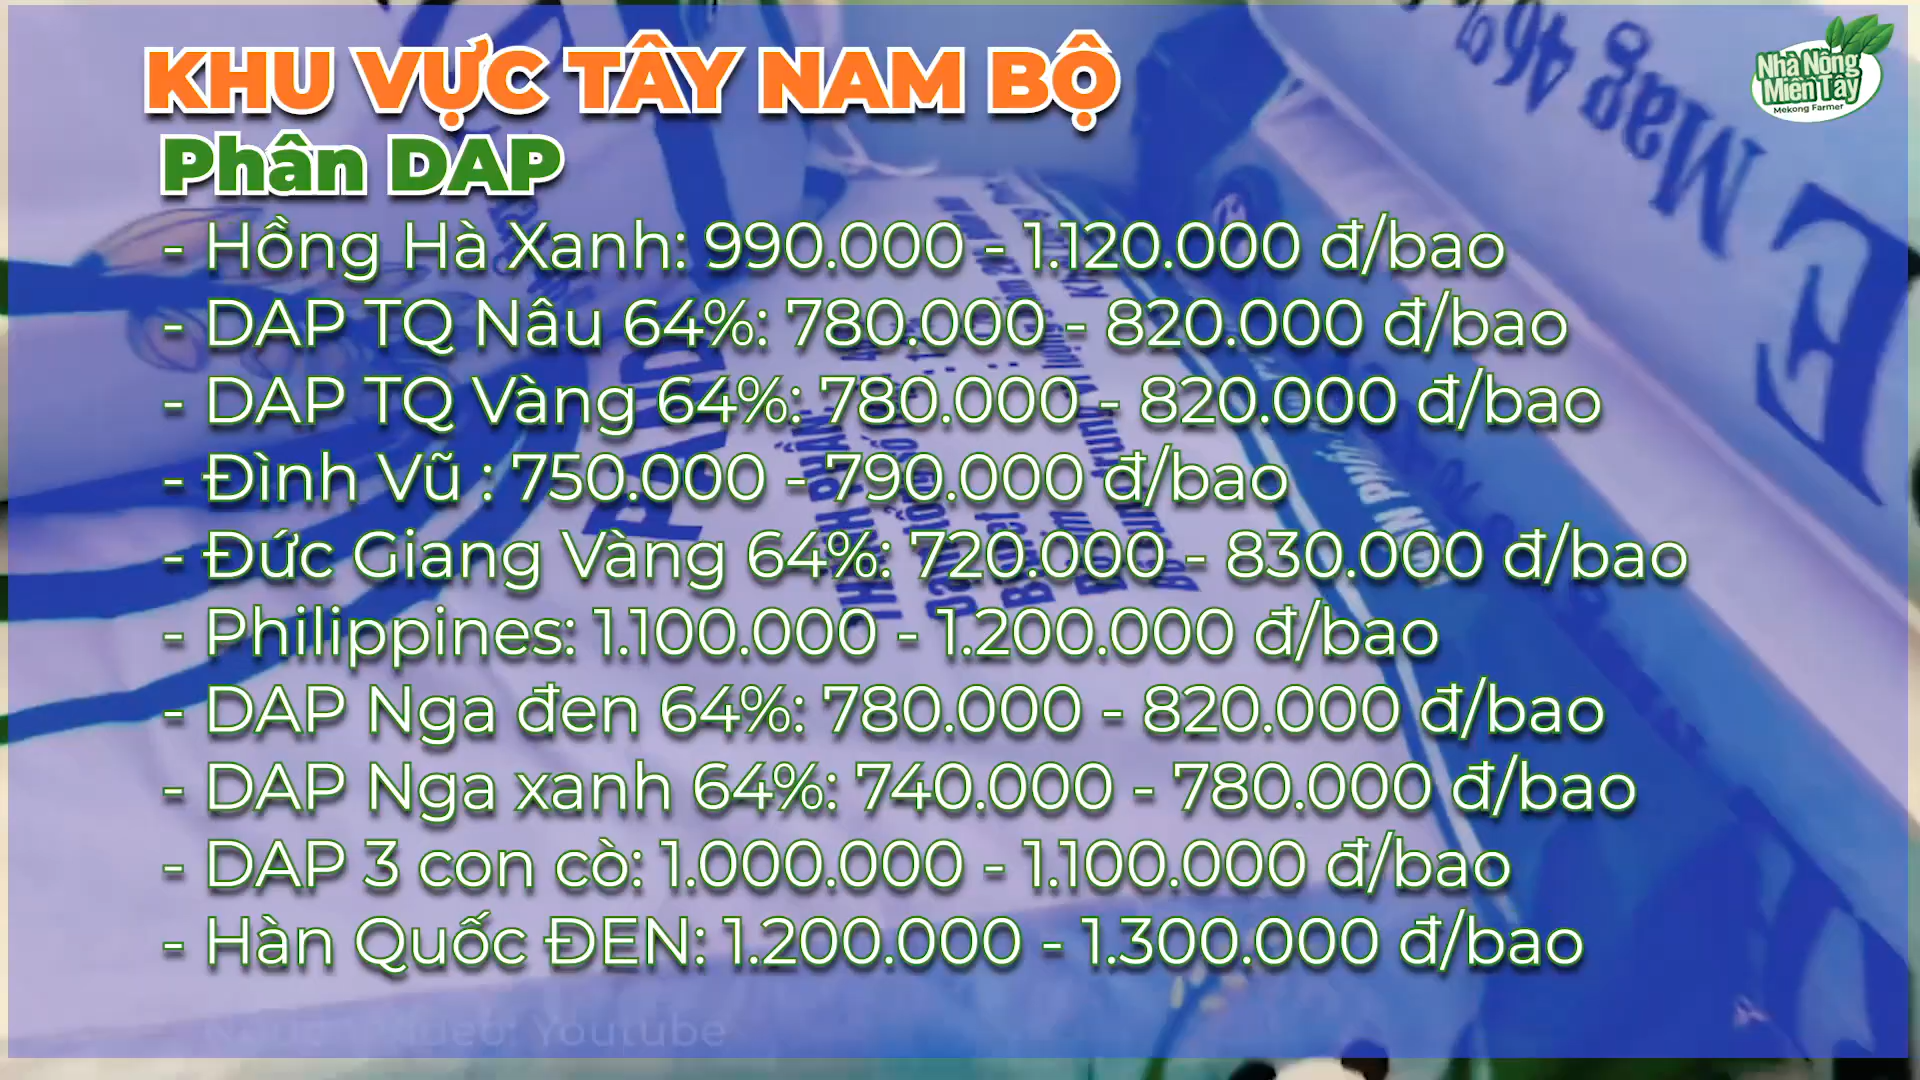 KHU VỰC TÂY NAM BỘ
Nhà Nông
Miền Tây
Mekong Farmer
Phân DAP
- Hồng Hà Xanh: 990.000 - 1.120.000 đ/bao
- DAP TQ Nâu 64%: 780.000 - 820.000 đ/bao
- DAP TQ Vàng 64%: 780.000 - 820.000 đ/bao
- Đình Vũ : 750.000 - 790.000 đ/bao
- Đức Giang Vàng 64%: 720.000 - 830.000 đ/bao
- Philippines: 1.100.000 - 1.200.000 đ/bao
- DAP Nga đen 64%: 780.000 - 820.000 đ/bao
- DAP Nga xanh 64%: 740.000 - 780.000 đ/bao
- DAP 3 con cò: 1.000.000 - 1.100.000 đ/bao
- Hàn Quốc ĐEN: 1.200.000 - 1.300.000 đ/bao
Youtube